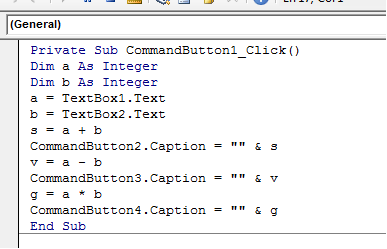 (General)
Private Sub CommandButton1_Click()
Dim a As Integer
Dim b As Integer
a = TextBox1.Text
b = TextBox2.Text
s = a + b
CommandButton2.Caption = "" & s
v = a - b
CommandButton3.Caption = "" & v
g = a * b
CommandButton4.Caption = "" & g
End Sub